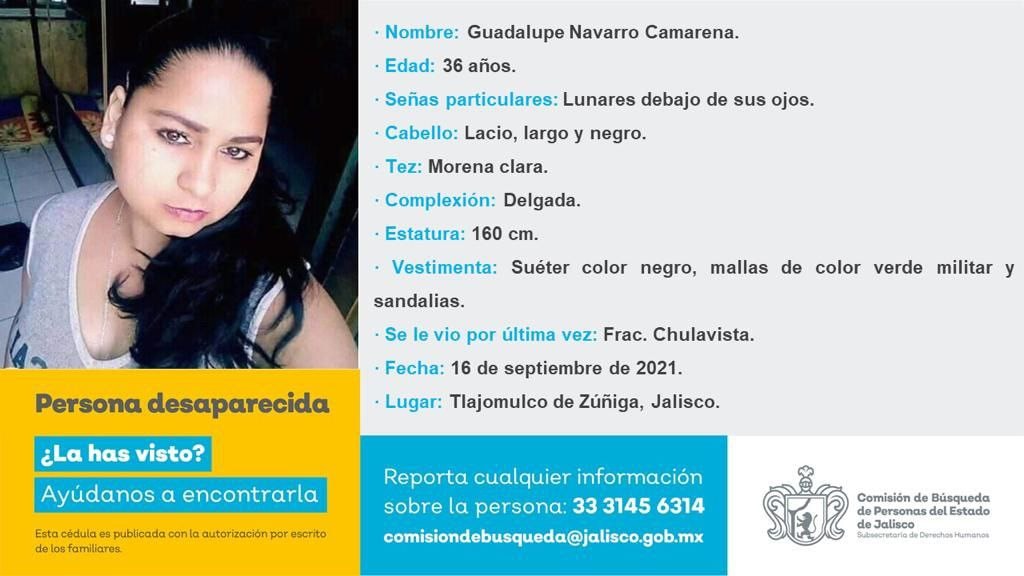 · Nombre: Guadalupe Navarro Camarena.
· Edad: 36 años.
· Señas particulares: Lunares debajo de sus ojos.
· Cabello: Lacio, largo y negro.
· Tez: Morena clara.
· Complexión: Delgada.
· Estatura: 160 cm.
· Vestimenta: Suéter color negro, mallas de color verde militar y
sandalias.
· Se le vio por última vez: Frac. Chulavista.
· Fecha: 16 de septiembre de 2021.
· Lugar: Tlajomulco de Zúñiga, Jalisco.
Persona desaparecida
¿La has visto?
Ayúdanos a encontrarla
Esta cédula es publicada con la autorización por escrito
de los familiares.
Reporta cualquier información
sobre la persona: 33 3145 6314
comisiondebusqueda@jalisco.gob.mx
Comisión de Búsqueda
de Personas del Estado
de Jalisco
Subsecretaría de Derechos Humanos